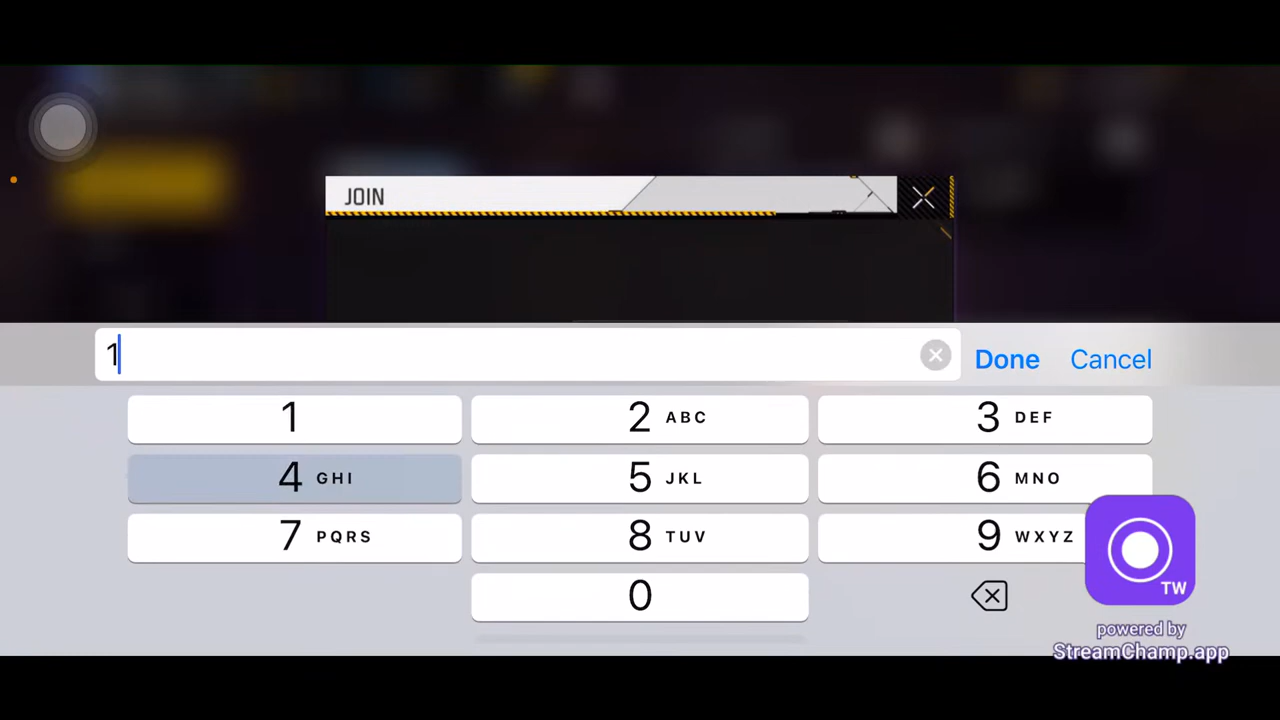 JOIN
1
Done Cancel
1
2 ABC
3 DEF
4 GHI
5 JKL
6 MNO
7 PQRS
8 TUV
9 WXYZ
0
TW
powered by
StreamChamp.app